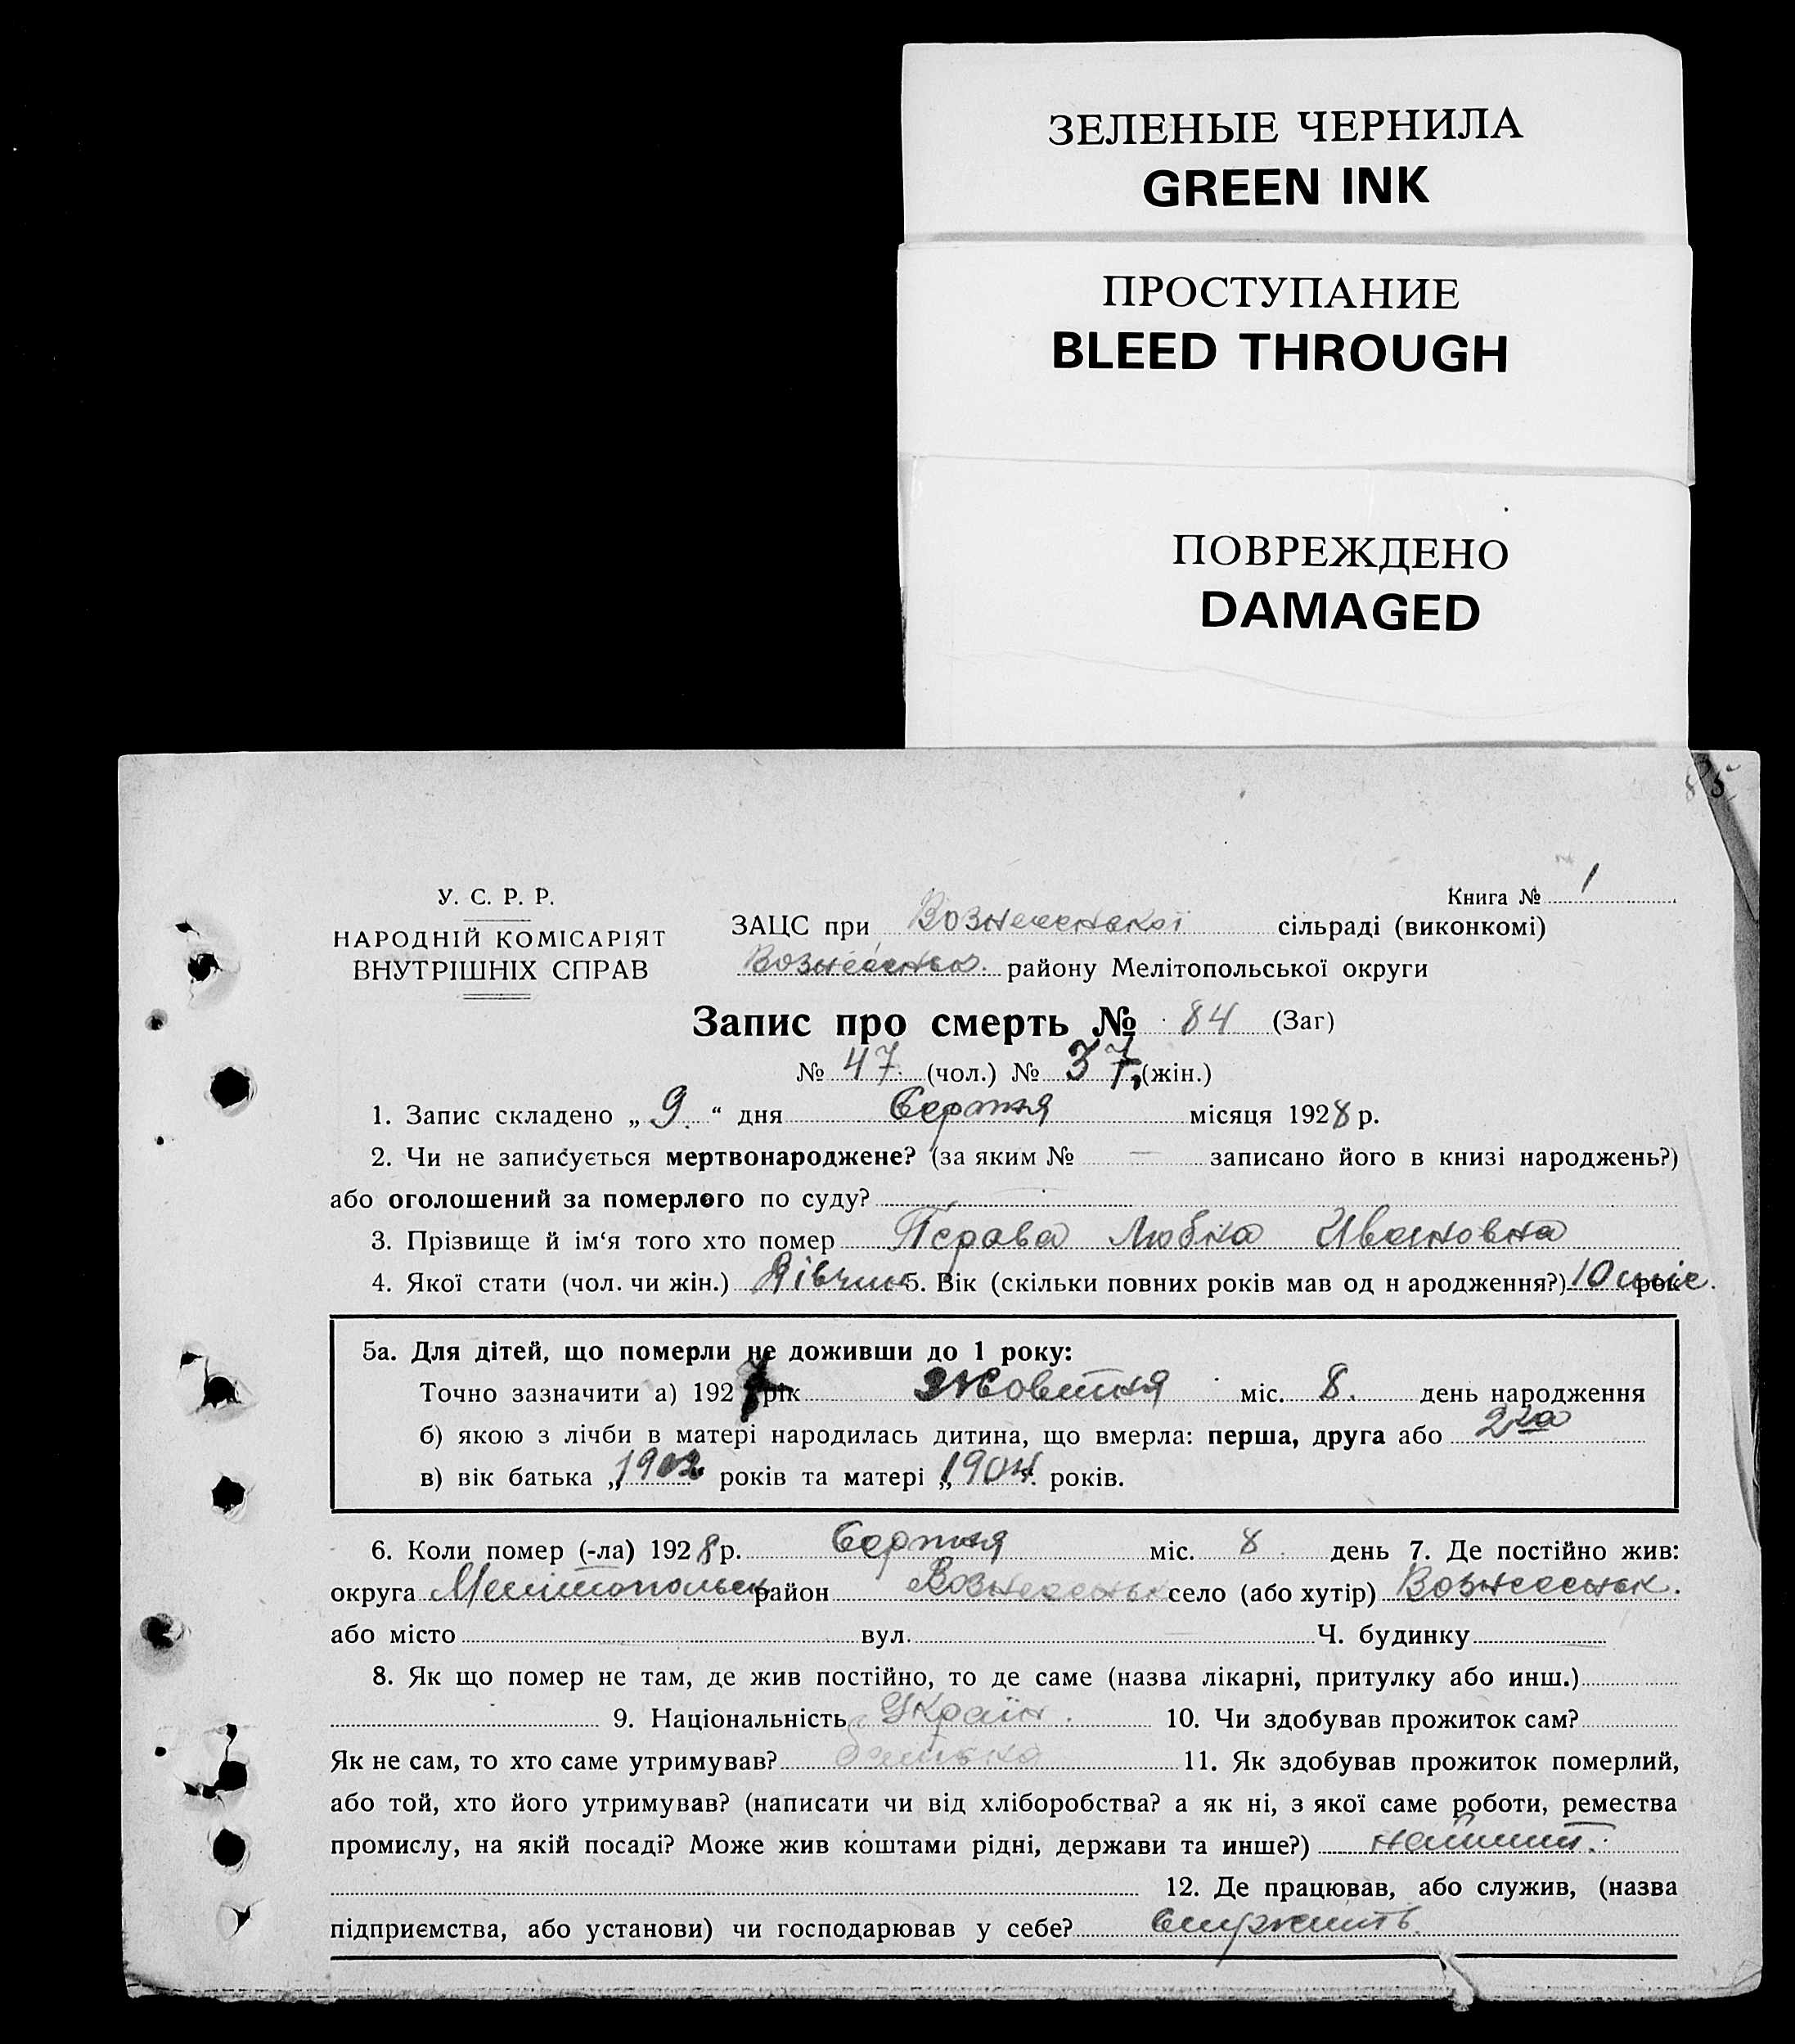 ЗЕЛЕНЫЕ ЧЕРНИЛА
GREEN INK
ПРОСТУПАНИЕ
BLEED THROUGH
ПОВРЕЖДЕНО
DAMAGED
85
У. С. Р. Р.
НАРОДНІЙ КОМІСАРІЯТ
ВНУТРІШНІХ СПРАВ
Книга № 1
ЗАЦС при Вознесенській сільраді (виконкомі)
Вознесенськ. району Мелітопольської округи
Запис про смерть № 84 (Заг)
№ 47 (чол.) № 37, (жін.)
1. Запис складено „ 9. “ дня Серпня місяця 1928 р.
2. Чи не записується мертвонароджене? (за яким № — записано його в книзі народжень?)
або оголошений за померлого по суду?
3. Прізвище й ім‘я того хто помер Перова Любка Ивановна
4. Якої стати (чол. чи жін.) Дівчин 5. Вік (скільки повних років мав од н ародження?) 10 міс. рок
5а. Для дітей, що померли не доживши до 1 року:
Точно зазначити а) 1927 рік Жовтня міс. 8. день народження
б) якою з лічби в матері народилась дитина, що вмерла: перша, друга або 2га
в) вік батька „1902 років та матері „1904 років.
6. Коли помер (-ла) 1928 р. Серпня міс. 8 день 7. Де постійно жив:
округа Мелітопольськ район Вознесеньск село (або хутір) Вознесеньк.
або місто вул. Ч. будинку
8. Як що помер не там, де жив постійно, то де саме (назва лікарні, притулку або инш.)
9. Національність Україн. 10. Чи здобував прожиток сам?
Як не сам, то хто саме утримував? батько 11. Як здобував прожиток померлий,
або той, хто його утримував? (написати чи від хліборобства? а як ні, з якої саме роботи, ремества
промислу, на якій посаді? Може жив коштами рідні, держави та инше?) наймит.
12. Де працював, або служив, (назва
підприємства, або установи) чи господарював у себе? служить.